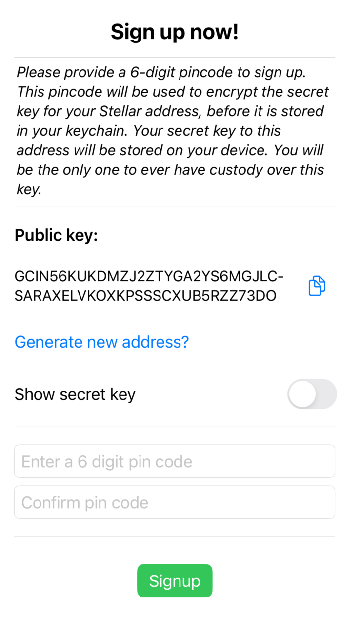 Sign up now!
Please provide a 6-digit pincode to sign up.
This pincode will be used to encrypt the secret
key for your Stellar address, before it is stored
in your keychain. Your secret key to this
address will be stored on your device. You will
be the only one to ever have custody over this
key.
Public key:
GCIN56KUKDMZJ2ZTYGA2YS6MGJLC-
SARAXELVKOXKPSSSCXUB5RZZ73DO
Generate new address?
Show secret key
Enter a 6 digit pin code
Confirm pin code
Signup